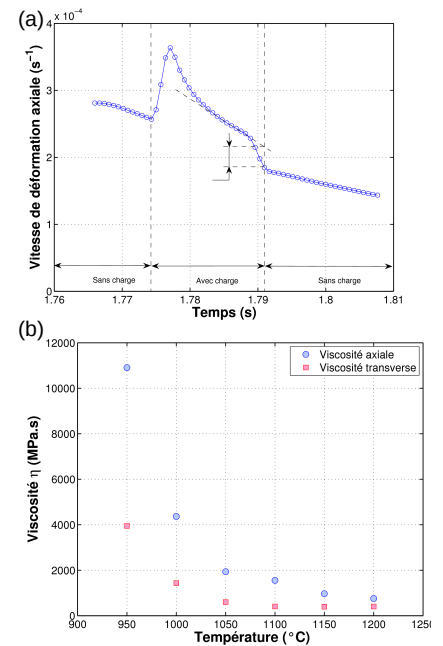 (a)
x 10⁻⁴
4
3
2
1
0
Vitesse de déformation axiale (s⁻¹)
Sans charge
Avec charge
Sans charge
1.76
1.77
1.78
1.79
1.8
1.81
Temps (s)
(b)
12000
10000
8000
6000
4000
2000
0
Viscosité η (MPa.s)
Viscosité axiale
Viscosité transverse
900
950
1000
1050
1100
1150
1200
1250
Température (°C)